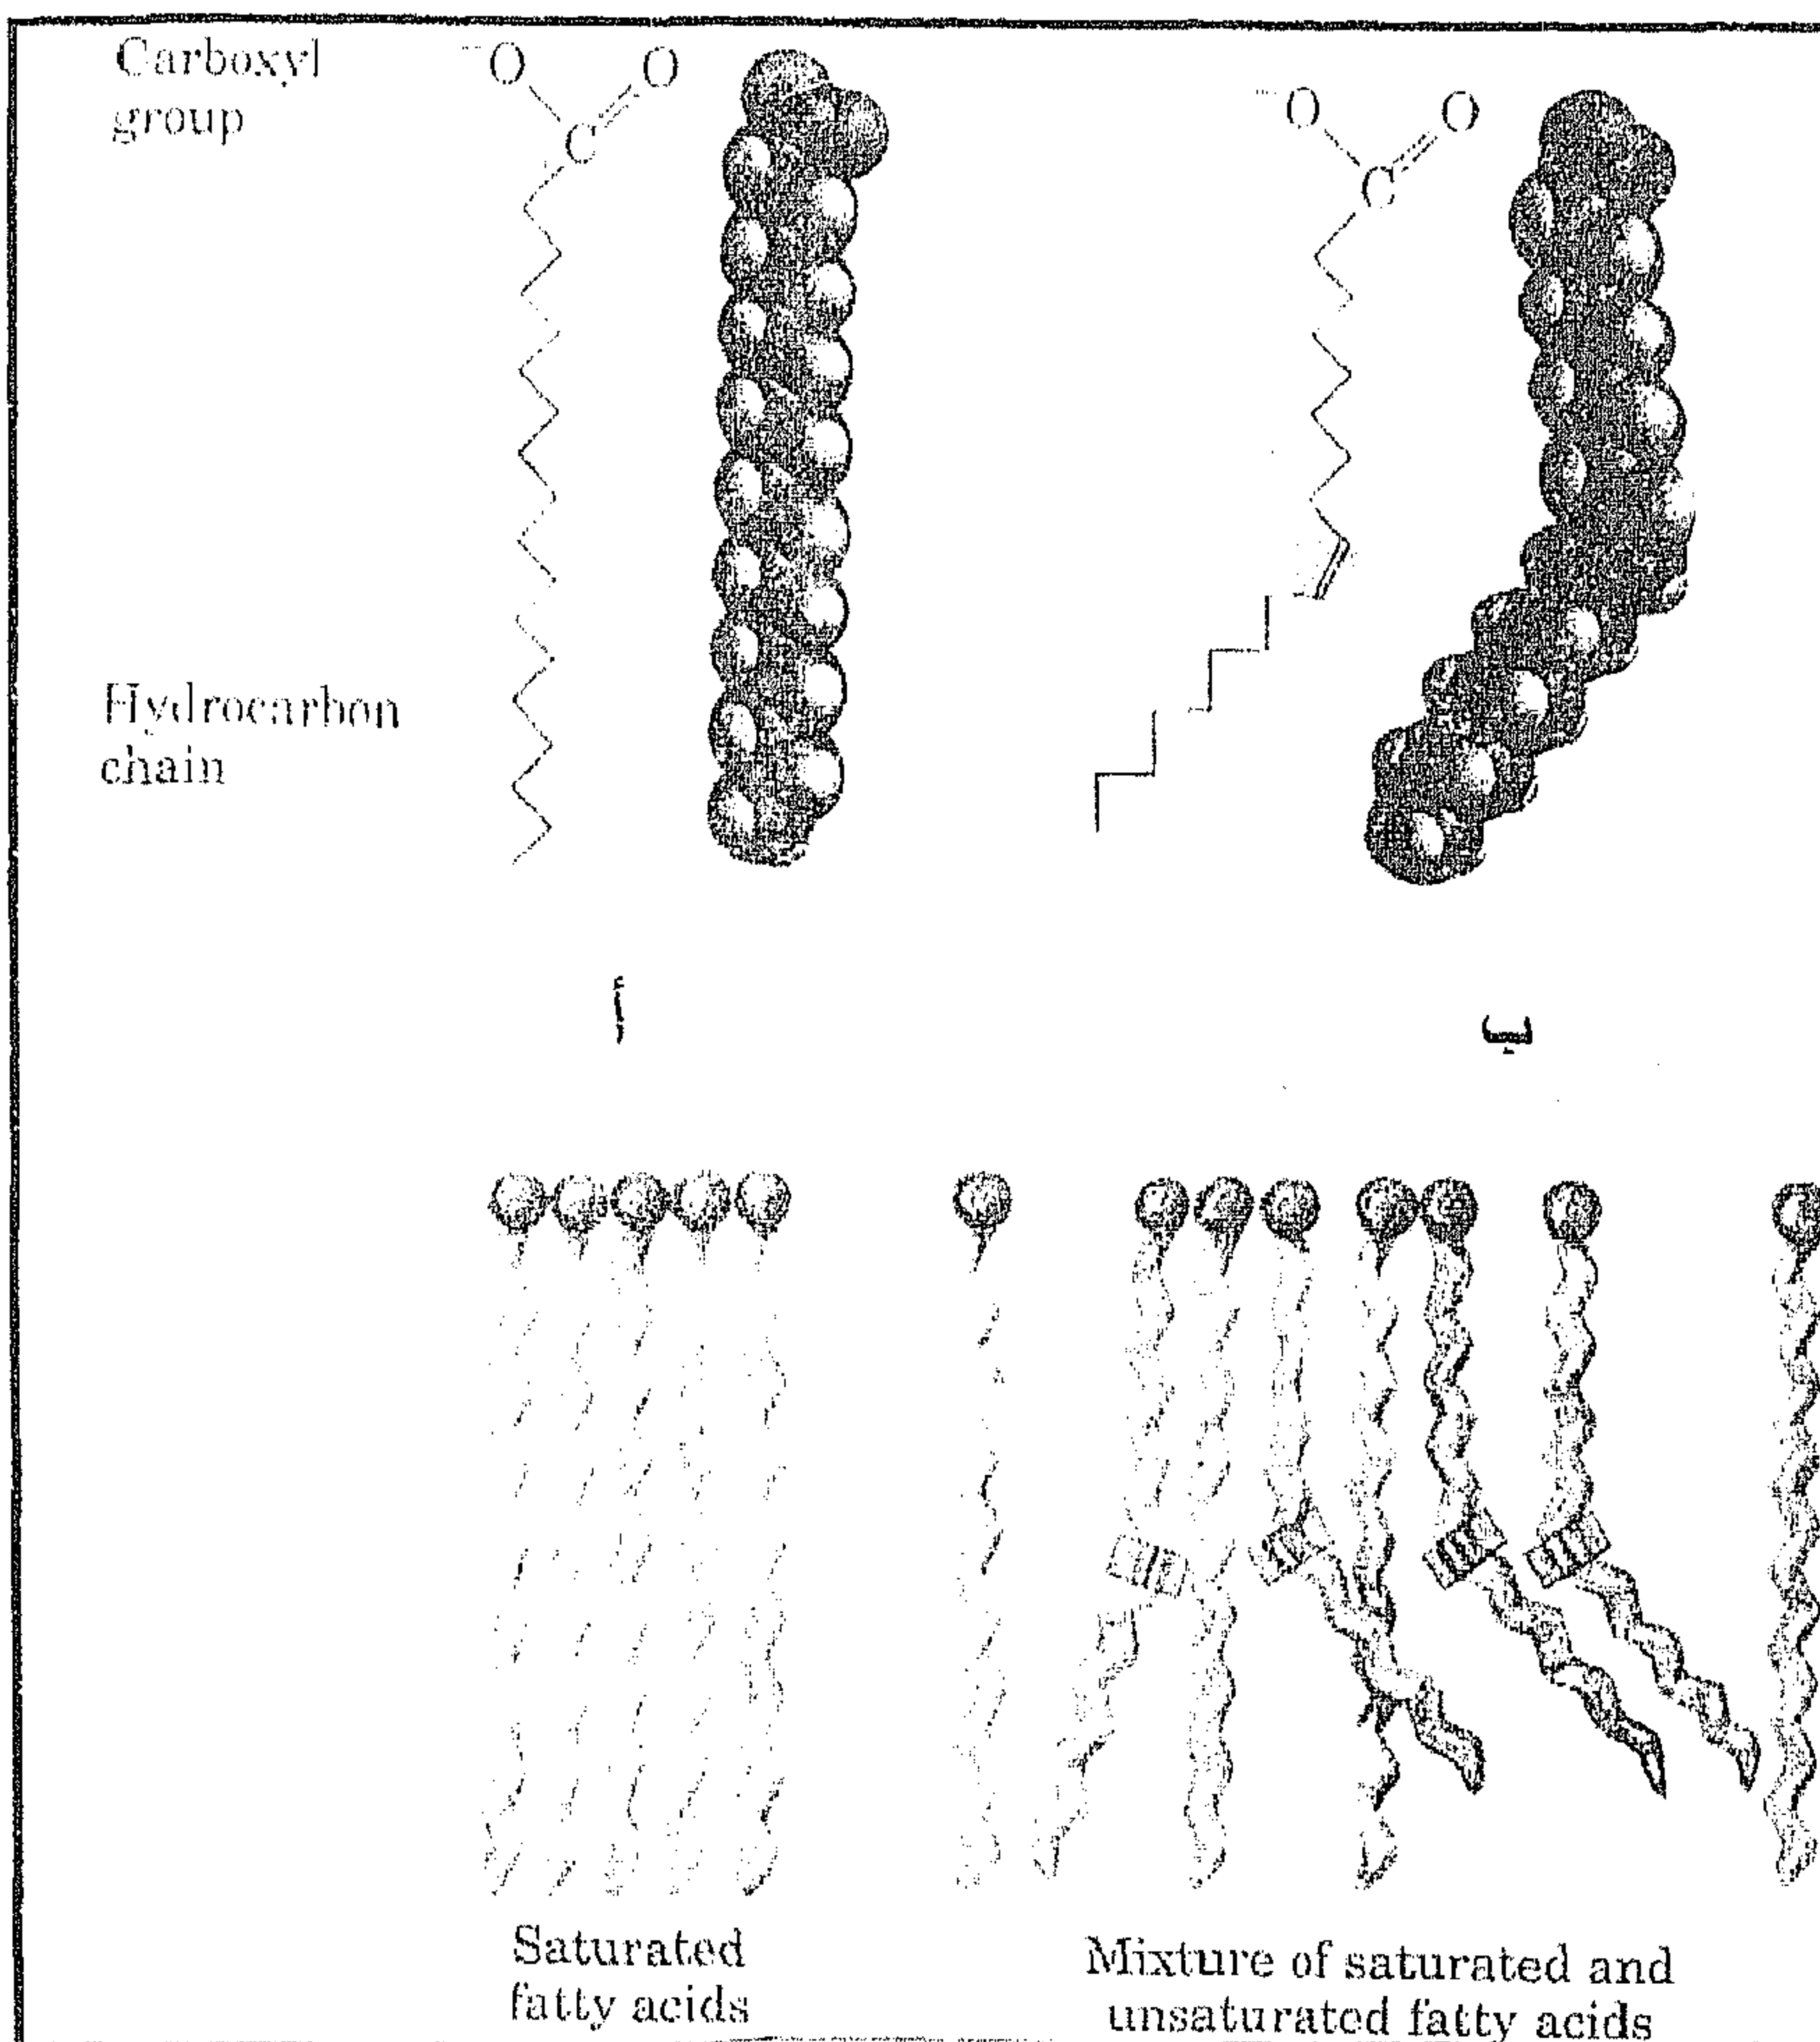 Carboxyl
group
⁻O
O
C
⁻O
O
C
Hydrocarbon
chain
أ
ب
Saturated
fatty acids
Mixture of saturated and
unsaturated fatty acids